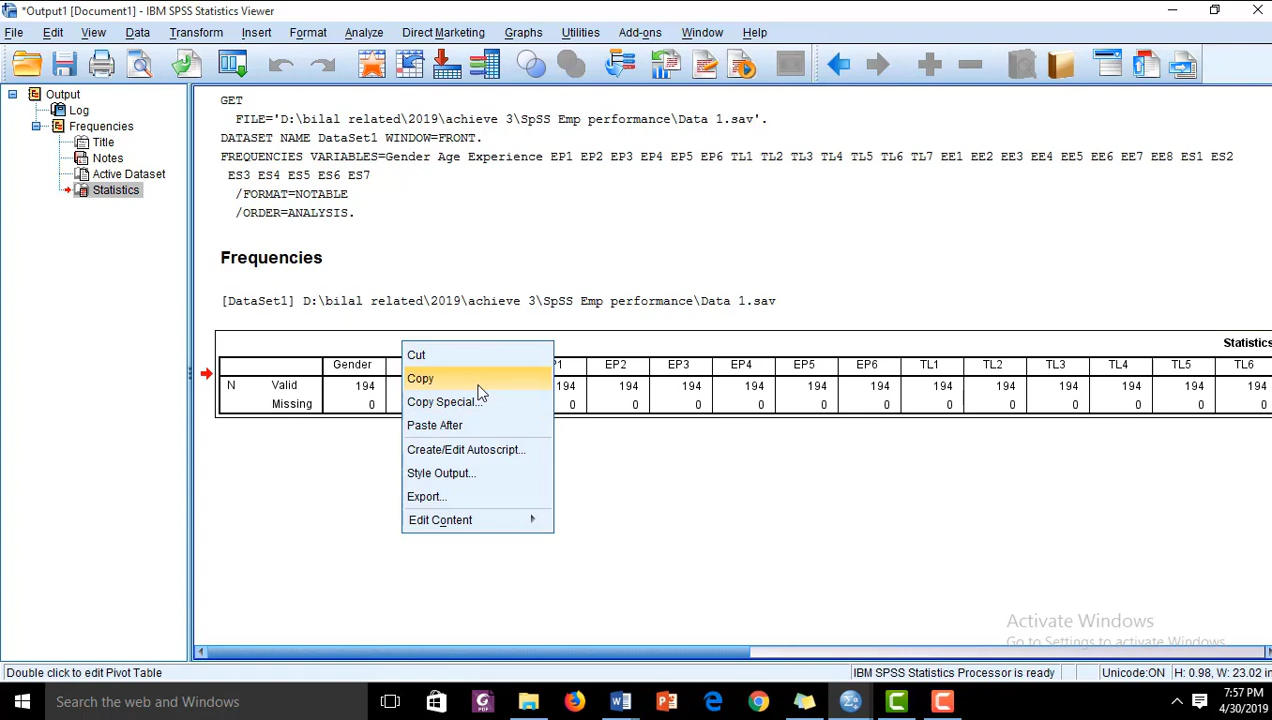 *Output1 [Document1] - IBM SPSS Statistics Viewer
File Edit View Data Transform Insert Format Analyze Direct Marketing Graphs Utilities Add-ons Window Help
Output
Log
Frequencies
Title
Notes
Active Dataset
Statistics
GET
FILE='D:\bilal related\2019\achieve 3\SpSS Emp performance\Data 1.sav'.
DATASET NAME DataSet1 WINDOW=FRONT.
FREQUENCIES VARIABLES=Gender Age Experience EP1 EP2 EP3 EP4 EP5 EP6 TL1 TL2 TL3 TL4 TL5 TL6 TL7 EE1 EE2 EE3 EE4 EE5 EE6 EE7 EE8 ES1 ES2
ES3 ES4 ES5 ES6 ES7
/FORMAT=NOTABLE
/ORDER=ANALYSIS.
Frequencies
[DataSet1] D:\bilal related\2019\achieve 3\SpSS Emp performance\Data 1.sav
Statistics
Gender P1 EP2 EP3 EP4 EP5 EP6 TL1 TL2 TL3 TL4 TL5 TL6
N Valid 194 194 194 194 194 194 194 194 194 194 194 194 194
Missing 0 0 0 0 0 0 0 0 0 0 0 0 0
Cut
Copy
Copy Special...
Paste After
Create/Edit Autoscript...
Style Output...
Export...
Edit Content
Activate Windows
Go to Settings to activate Windows.
Double click to edit Pivot Table IBM SPSS Statistics Processor is ready Unicode:ON H: 0.98, W: 23.02 in
Search the web and Windows
7:57 PM
4/30/2019